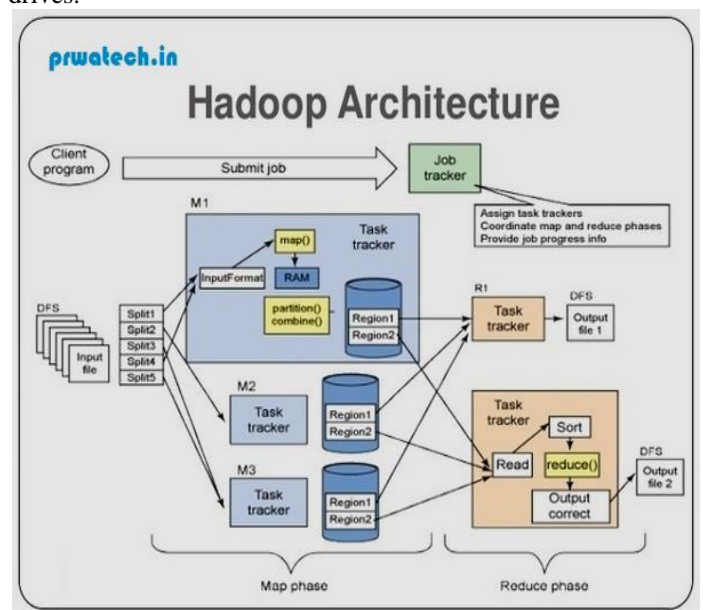 drives.
prwatech.in
Hadoop Architecture
Client
program
Submit job
Job
tracker
Assign task trackers
Coordinate map and reduce phases
Provide job progress info
M1
Task
tracker
map()
InputFormat
RAM
partition()
combine()
Region1
Region2
DFS
Input
file
Split1
Split2
Split3
Split4
Split5
M2
Task
tracker
Region1
Region2
M3
Task
tracker
Region1
Region2
R1
Task
tracker
DFS
Output
file 1
Task
tracker
Sort
Read
reduce()
Output
correct
DFS
Output
file 2
Map phase
Reduce phase